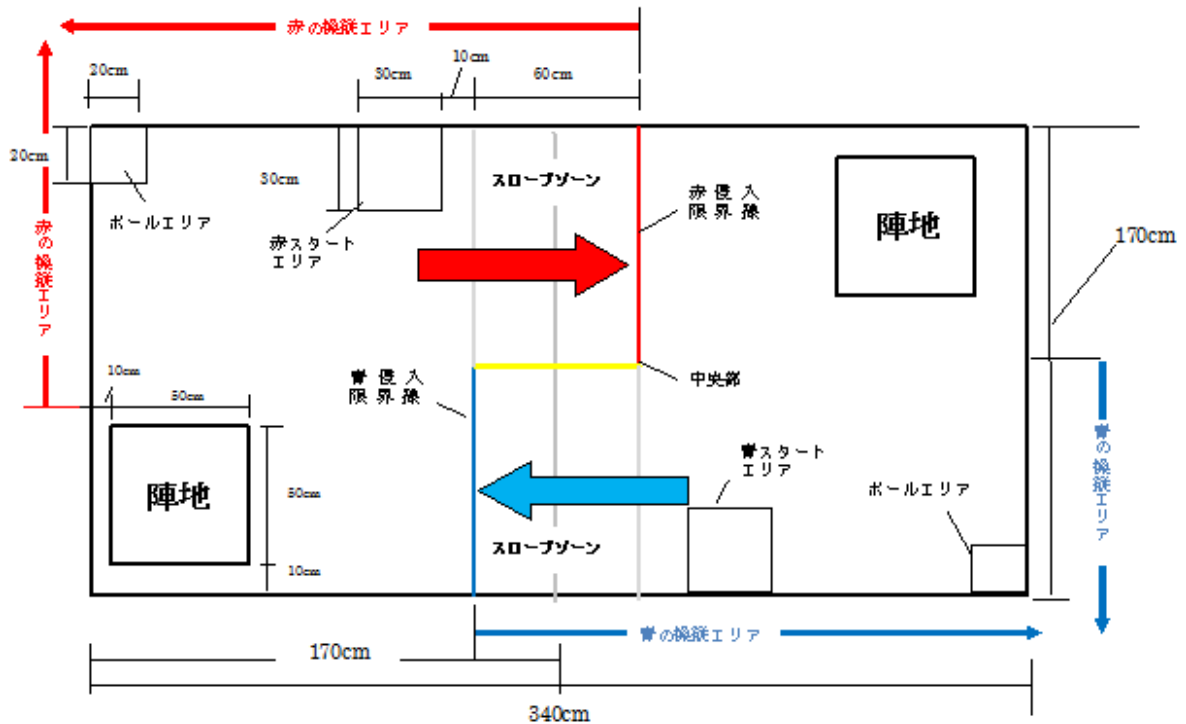 赤の操縦エリア
10cm
20cm
30cm
60cm
20cm
30cm
スロープゾーン
ボールエリア
赤侵入
限界線
陣地
赤スタート
エリア
170cm
赤の操縦エリア
10cm
50cm
青侵入
限界線
中央部
青スタート
エリア
青の操縦エリア
陣地
50cm
ボールエリア
スロープゾーン
10cm
青の操縦エリア
170cm
340cm